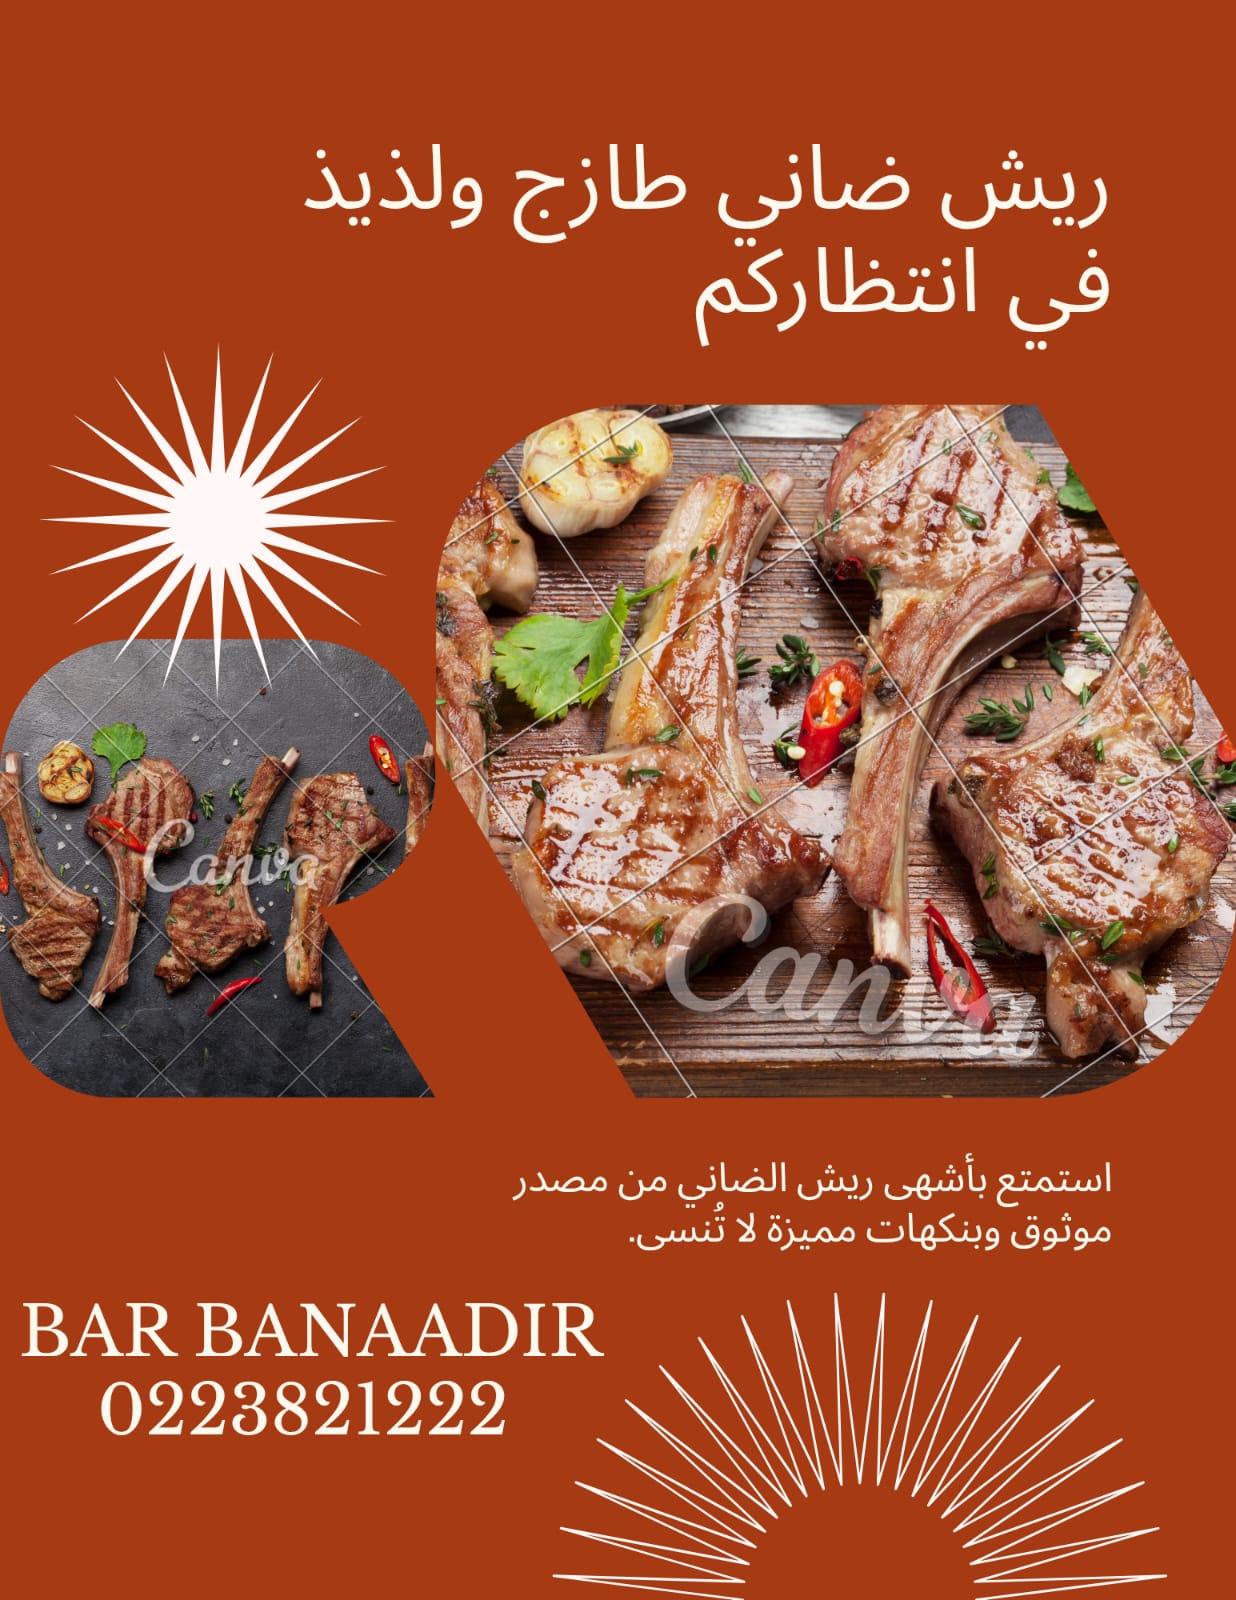 ريش ضاني طازج ولذيذ
في انتظاركم
Canva
Canva
استمتع بأشهى ريش الضاني من مصدر
موثوق وبنكهات مميزة لا تُنسى.
BAR BANAADIR
0223821222